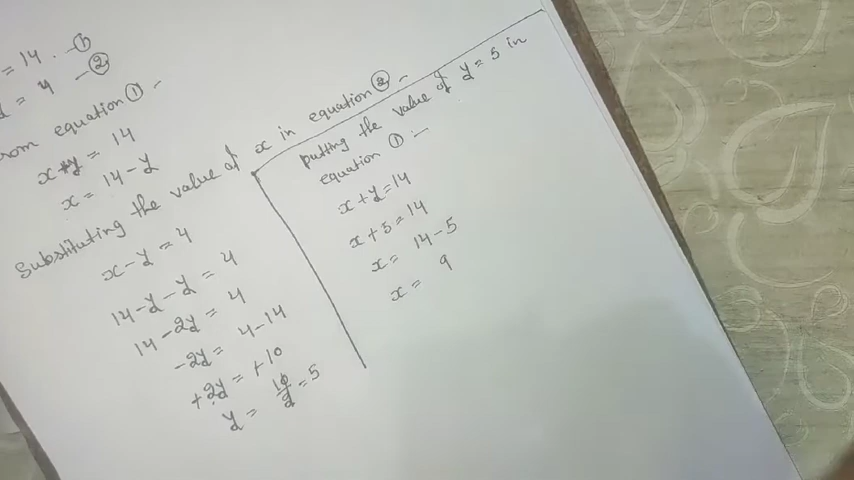 = 14 . —①
= 4 —②
rom equation ① –
x + y = 14
x = 14 - y
Substituting the value of x in equation ② –
x - y = 4
14 - y - y = 4
14 - 2y = 4
-2y = 4 - 14
+2y = +10
y = 10/2 = 5
putting the value of y = 5 in
equation ① :—
x + y = 14
x + 5 = 14
x = 14 - 5
x = 9